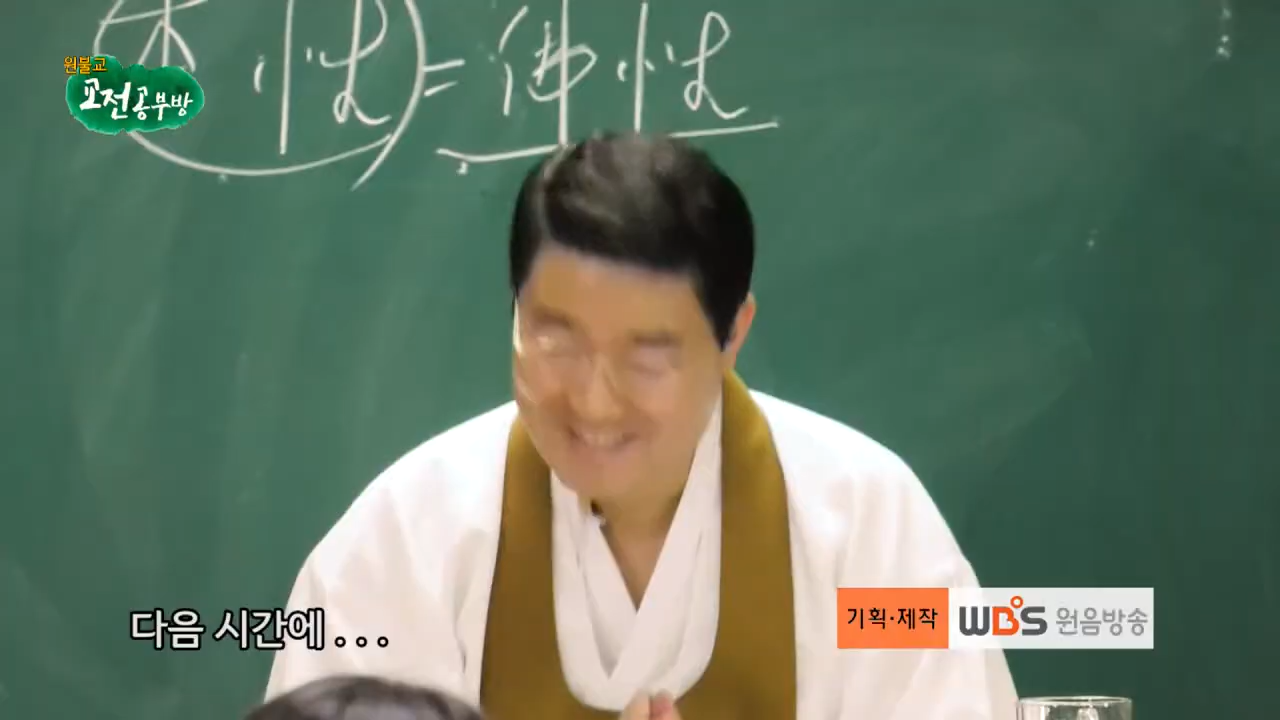 本性 = 佛性
원불교
교전공부방
다음 시간에...
기획·제작
WBS 원음방송